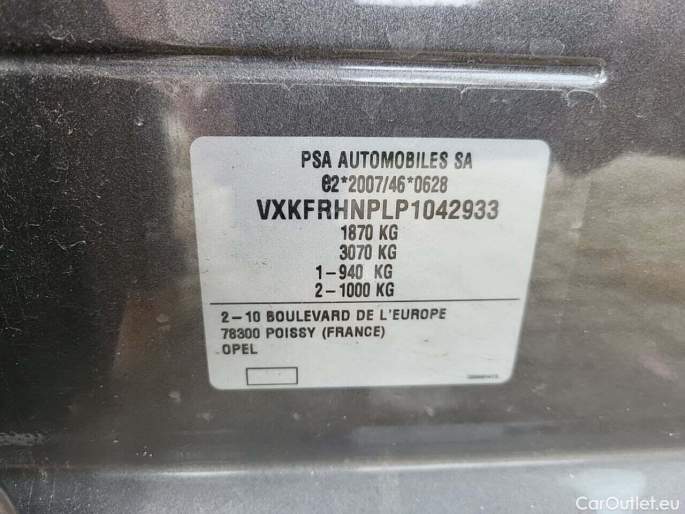 PSA AUTOMOBILES SA
e2*2007/46*0628
VXKFRHNPLP1042933
1870 KG
3070 KG
1-940 KG
2-1000 KG
2-10 BOULEVARD DE L'EUROPE
78300 POISSY (FRANCE)
OPEL
CarOutlet.eu